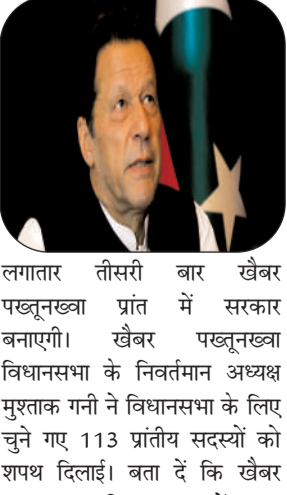 लगातार तीसरी बार खैबर
पख्तूनख्वा प्रांत में सरकार
बनाएगी। खैबर पख्तूनख्वा
विधानसभा के निवर्तमान अध्यक्ष
मुश्ताक गनी ने विधानसभा के लिए
चुने गए 113 प्रांतीय सदस्यों को
शपथ दिलाई। बता दें कि खैबर